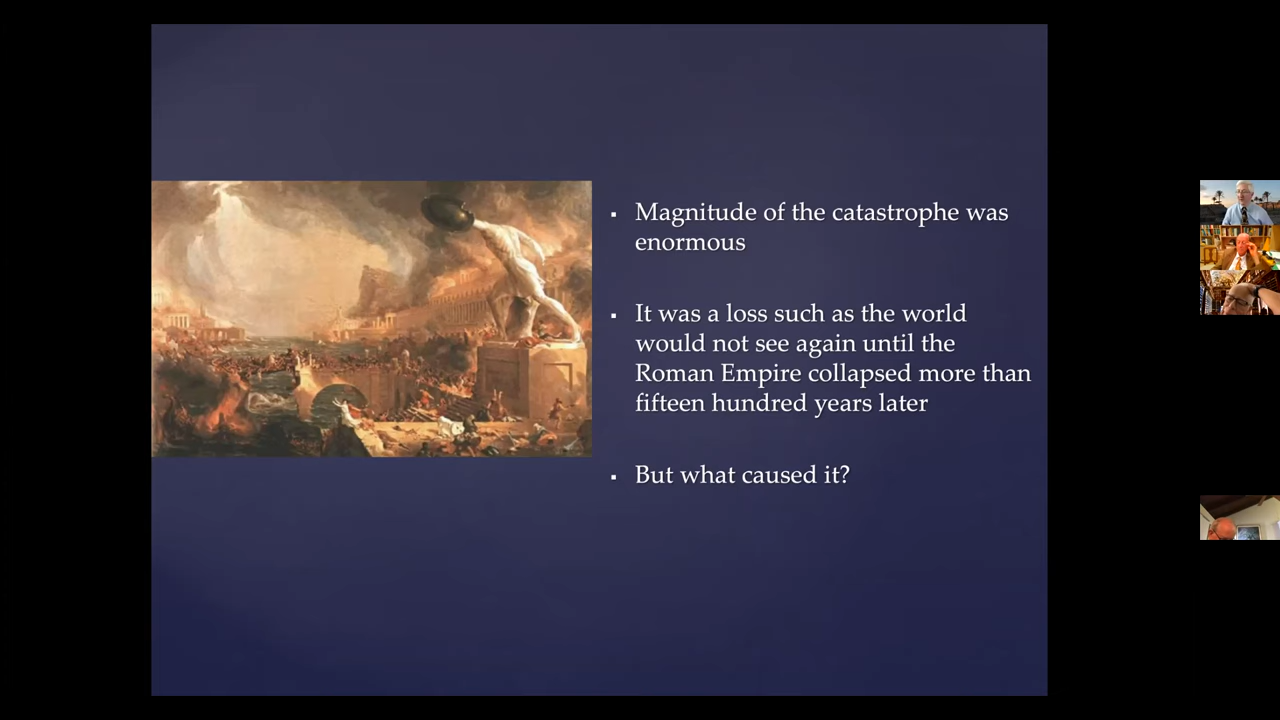 Magnitude of the catastrophe was
enormous
It was a loss such as the world
would not see again until the
Roman Empire collapsed more than
fifteen hundred years later
But what caused it?